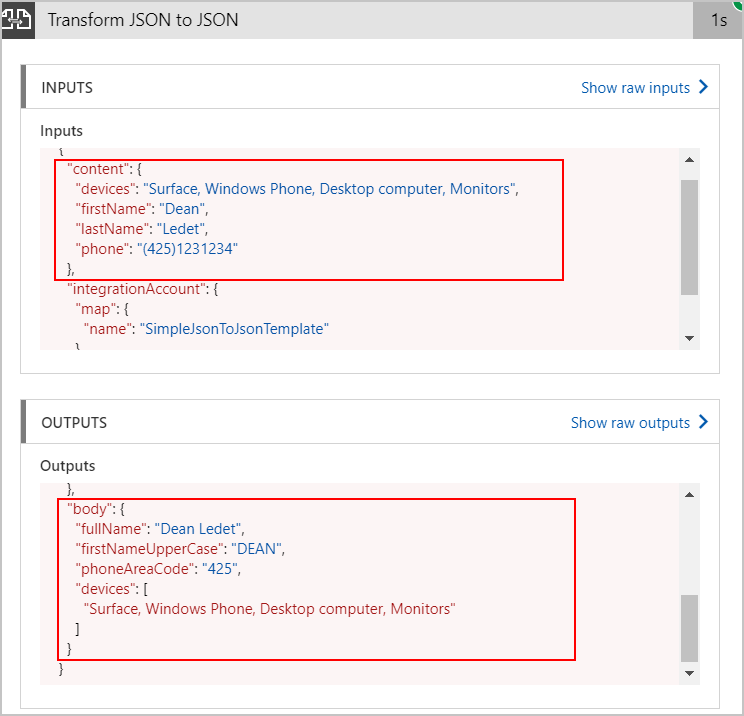 Transform JSON to JSON
1s
INPUTS
Show raw inputs
Inputs
{
"content": {
"devices": "Surface, Windows Phone, Desktop computer, Monitors",
"firstName": "Dean",
"lastName": "Ledet",
"phone": "(425)1231234"
},
"integrationAccount": {
"map": {
"name": "SimpleJsonToJsonTemplate"
}
OUTPUTS
Show raw outputs
Outputs
},
"body": {
"fullName": "Dean Ledet",
"firstNameUpperCase": "DEAN",
"phoneAreaCode": "425",
"devices": [
"Surface, Windows Phone, Desktop computer, Monitors"
]
}
}